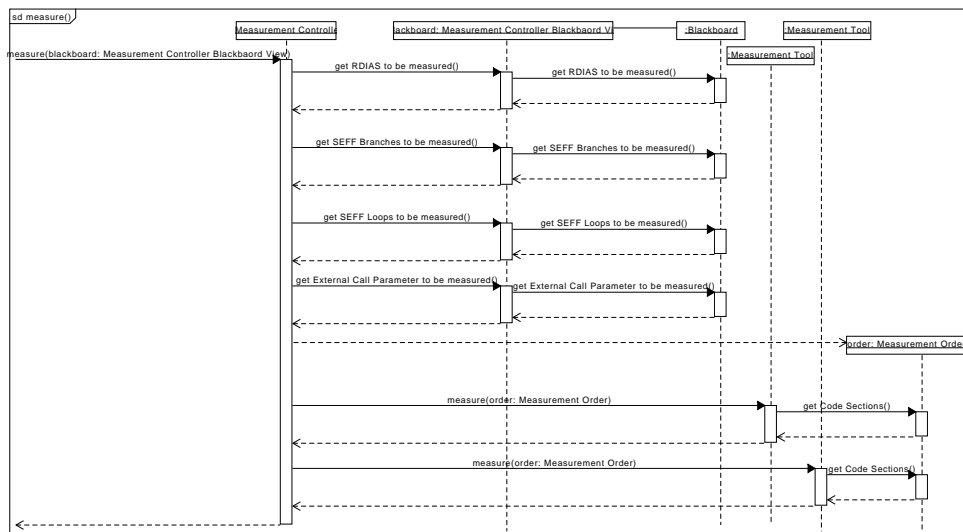 sd measure()
Measurement Controlle
lackboard: Measurement Controller Blackbaord Vi
:Blackboard
:Measurement Tool
:Measurement Tool
measure(blackboard: Measurement Controller Blackbaord View)
get RDIAS to be measured()
get RDIAS to be measured()
get SEFF Branches to be measured()
get SEFF Branches to be measured()
get SEFF Loops to be measured()
get SEFF Loops to be measured()
get External Call Parameter to be measured()
get External Call Parameter to be measured()
order: Measurement Order
measure(order: Measurement Order)
get Code Sections()
measure(order: Measurement Order)
get Code Sections()